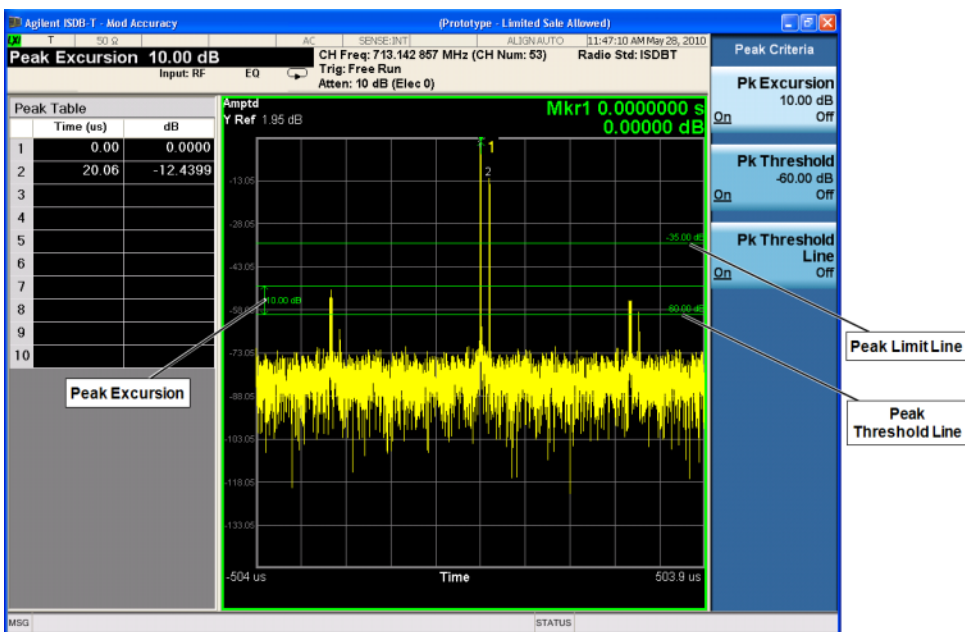 Agilent ISDB-T - Mod Accuracy (Prototype - Limited Sale Allowed)
LXI T 50 Ω AC SENSE:INT ALIGN AUTO 11:47:10 AM May 28, 2010
Peak Excursion 10.00 dB
Input: RF EQ
CH Freq: 713.142 857 MHz (CH Num: 53) Radio Std: ISDBT
Trig: Free Run
Atten: 10 dB (Elec 0)
Peak Table
Time (us) dB
1 0.00 0.0000
2 20.06 -12.4399
3
4
5
6
7
8
9
10
Peak Excursion
Amptd
Y Ref 1.95 dB
Mkr1 0.0000000 s
0.00000 dB
1
2
-13.05
-28.05
-35.00 dB
-43.05
10.00 dB
-58.05
-60.00 dB
-73.05
-88.05
-103.05
-118.05
-133.05
-504 us Time 503.9 us
Peak Criteria
Pk Excursion
10.00 dB
On Off
Pk Threshold
-60.00 dB
On Off
Pk Threshold
Line
On Off
Peak Limit Line
Peak
Threshold Line
MSG STATUS